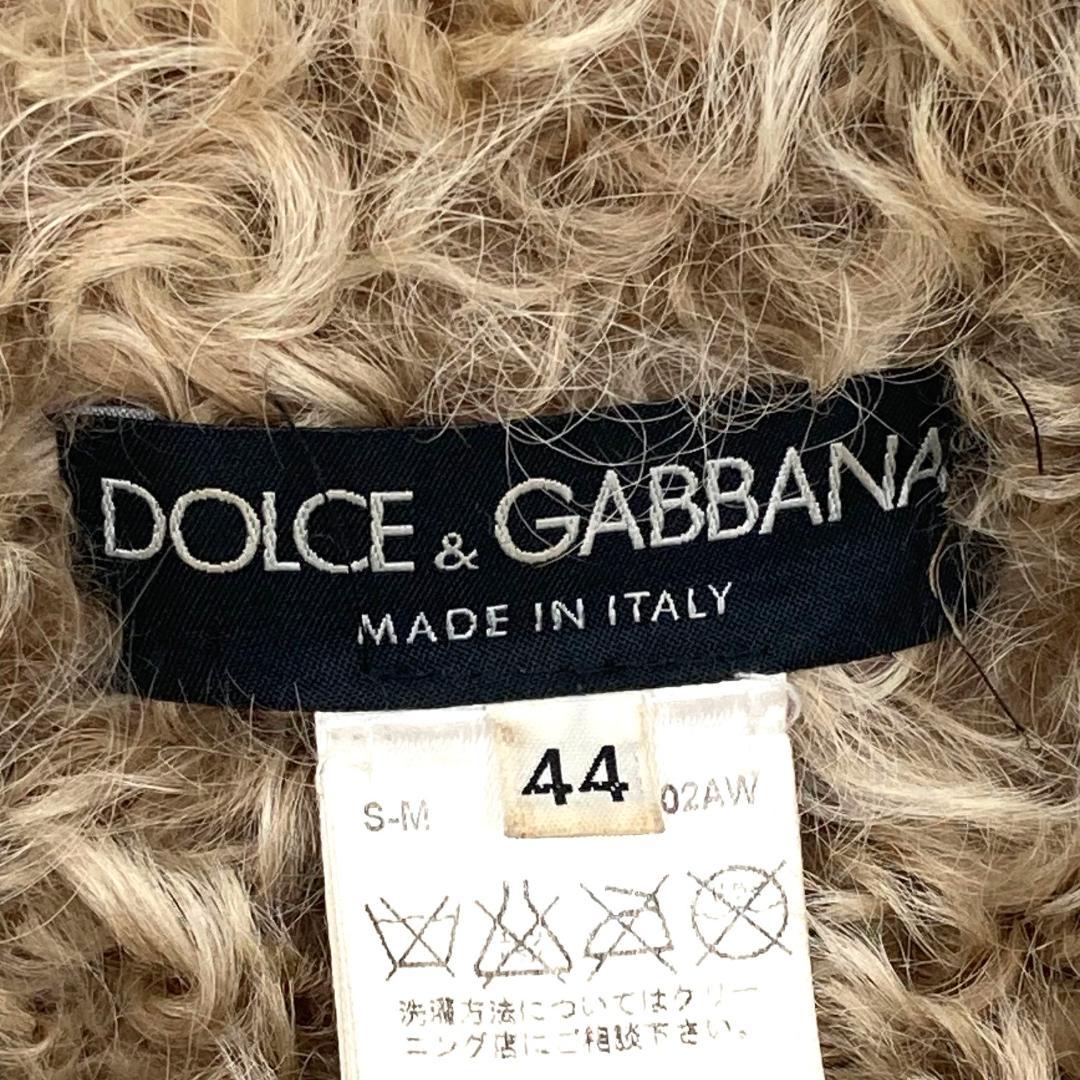 DOLCE & GABBANA
MADE IN ITALY
S-M 44 02AW
洗濯方法についてはクリー
ニング店にご相談下さい。